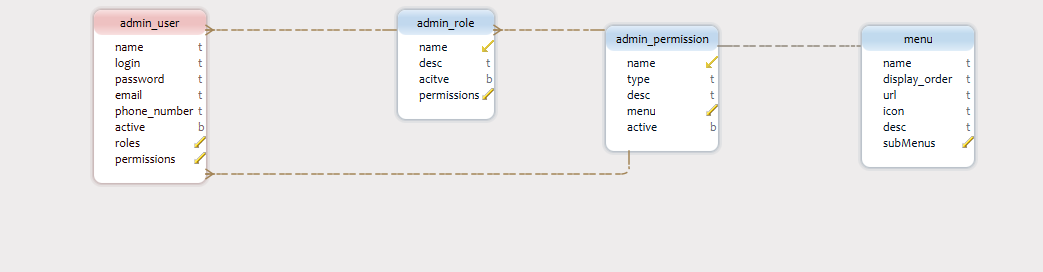 admin_user
name t
login t
password t
email t
phone_number t
active b
roles
permissions
admin_role
name
desc t
acitve b
permissions
admin_permission
name
type t
desc t
menu
active b
menu
name t
display_order t
url t
icon t
desc t
subMenus